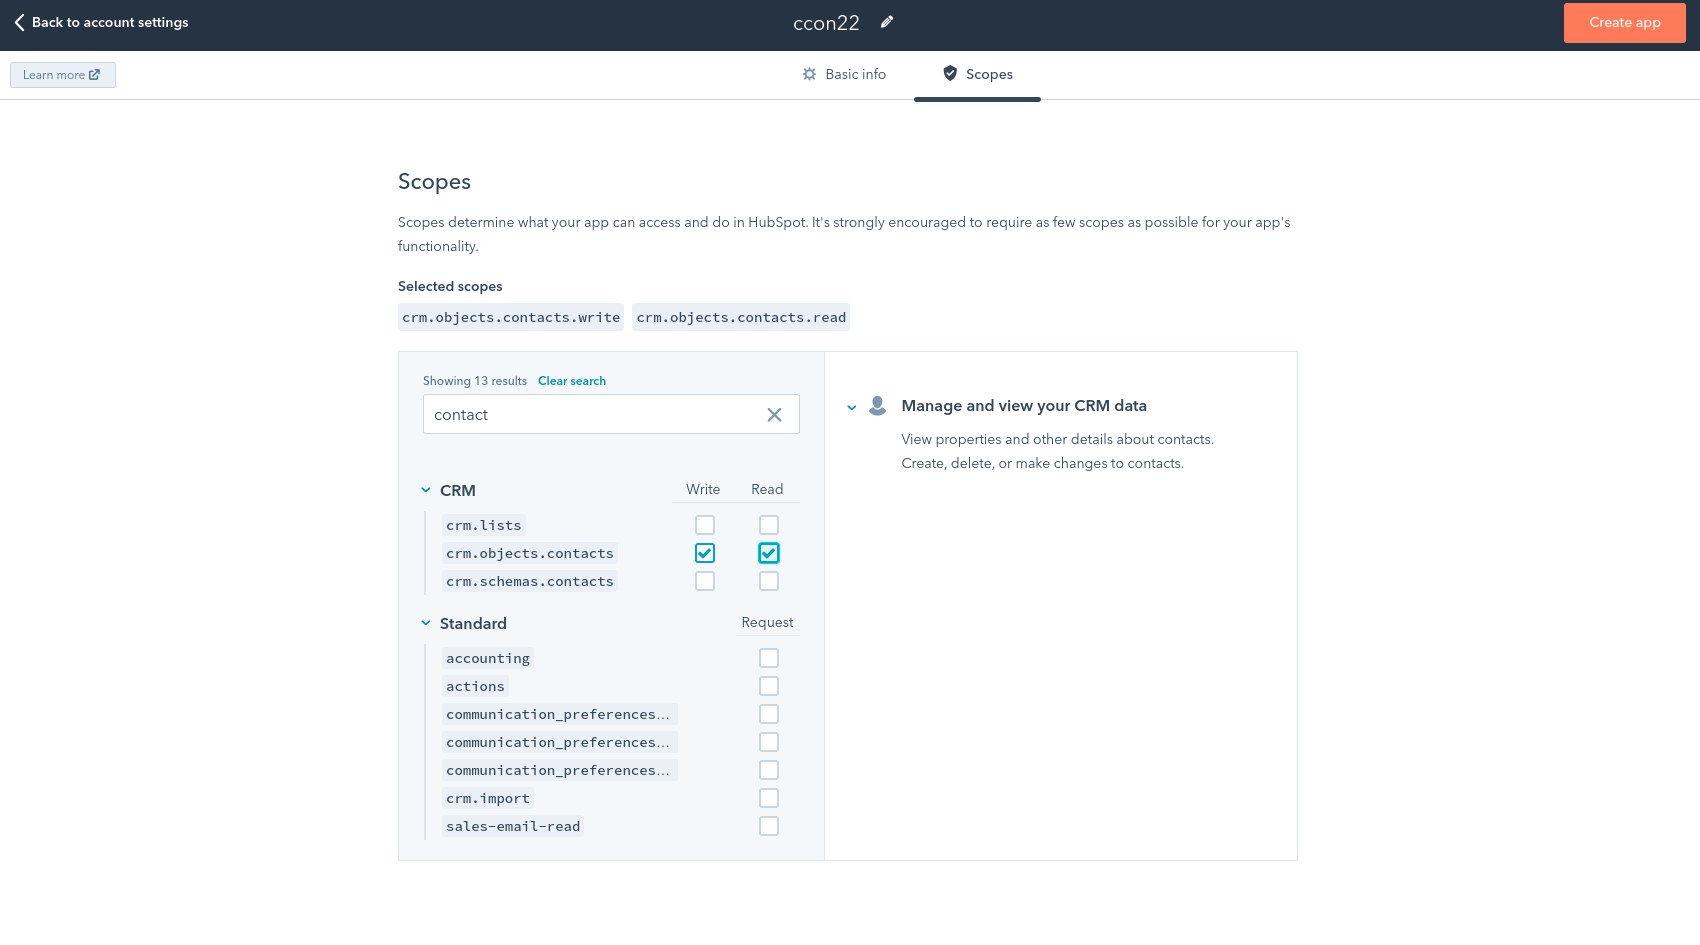 Back to account settings
ccon22
Create app
Learn more
Basic info
Scopes
Scopes
Scopes determine what your app can access and do in HubSpot. It's strongly encouraged to require as few scopes as possible for your app's
functionality.
Selected scopes
crm.objects.contacts.write crm.objects.contacts.read
Showing 13 results Clear search
contact
CRM Write Read
crm.lists
crm.objects.contacts
crm.schemas.contacts
Standard Request
accounting
actions
communication_preferences...
communication_preferences...
communication_preferences...
crm.import
sales-email-read
Manage and view your CRM data
View properties and other details about contacts.
Create, delete, or make changes to contacts.